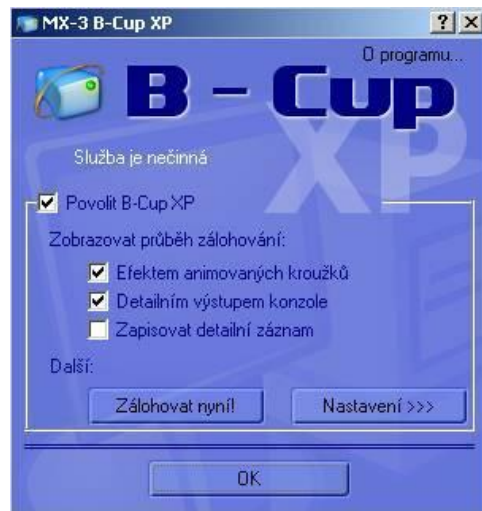 MX-3 B-Cup XP
O programu...
B - Cup
XP
Služba je nečinná
Povolit B-Cup XP
Zobrazovat průběh zálohování:
Efektem animovaných kroužků
Detailním výstupem konzole
Zapisovat detailní záznam
Další:
Zálohovat nyní!
Nastavení >>>
OK